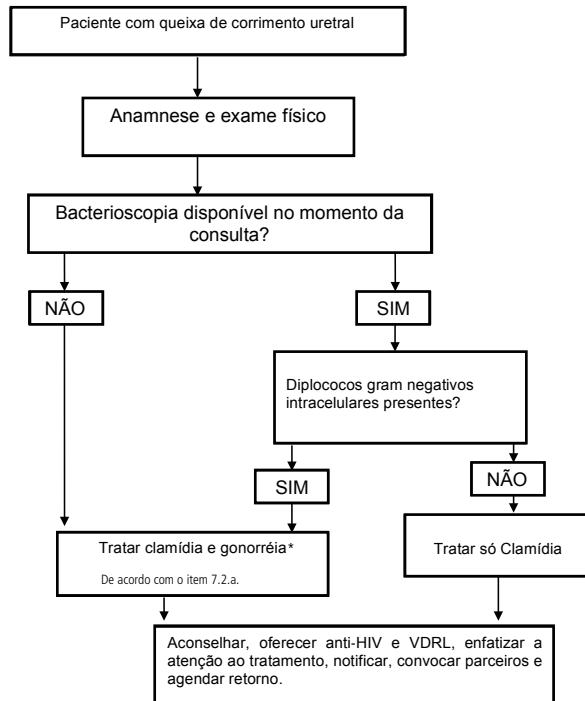 Paciente com queixa de corrimento uretral
Anamnese e exame físico
Bacterioscopia disponível no momento da
consulta?
NÃO
SIM
Diplococos gram negativos
intracelulares presentes?
SIM
NÃO
Tratar clamídia e gonorréia*
De acordo com o item 7.2.a.
Tratar só Clamídia
Aconselhar, oferecer anti-HIV e VDRL, enfatizar a
atenção ao tratamento, notificar, convocar parceiros e
agendar retorno.